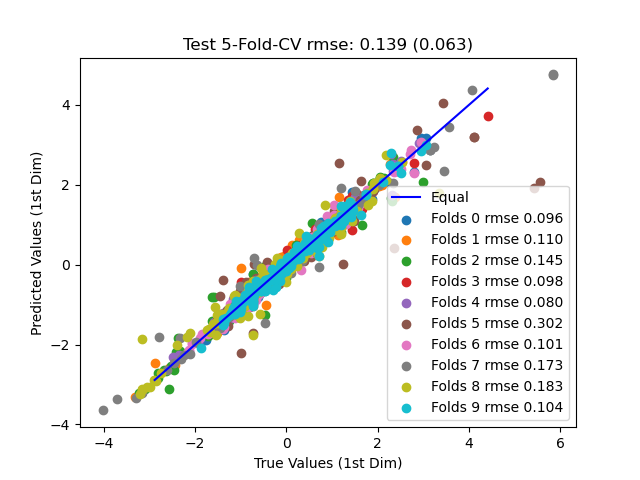 Test 5-Fold-CV rmse: 0.139 (0.063)
Predicted Values (1st Dim)
4
2
0
−2
−4
Equal
Folds 0 rmse 0.096
Folds 1 rmse 0.110
Folds 2 rmse 0.145
Folds 3 rmse 0.098
Folds 4 rmse 0.080
Folds 5 rmse 0.302
Folds 6 rmse 0.101
Folds 7 rmse 0.173
Folds 8 rmse 0.183
Folds 9 rmse 0.104
−4 −2 0 2 4 6
True Values (1st Dim)